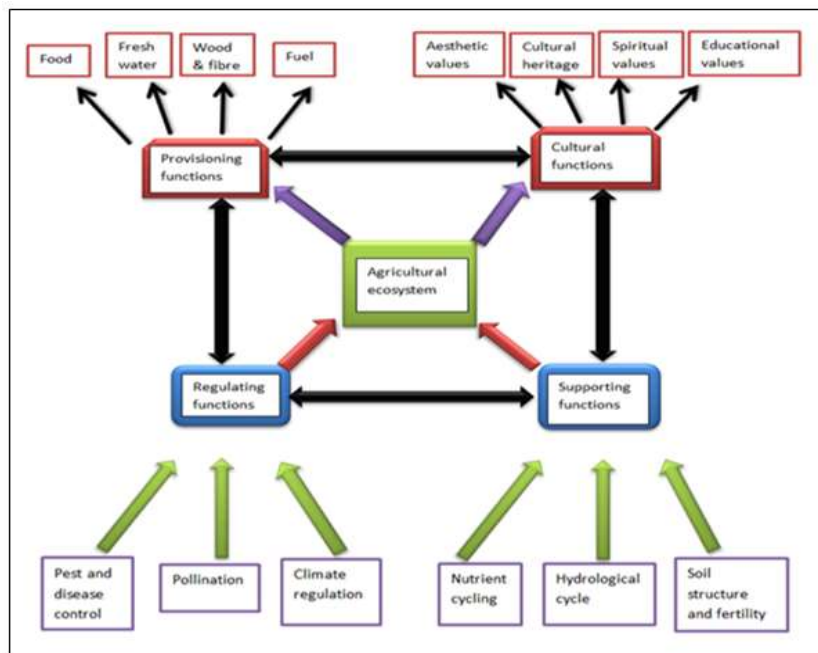 Food
Fresh
water
Wood
& fibre
Fuel
Aesthetic
values
Cultural
heritage
Spiritual
values
Educational
values
Provisioning
functions
Cultural
functions
Agricultural
ecosystem
Regulating
functions
Supporting
functions
Pest and
disease
control
Pollination
Climate
regulation
Nutrient
cycling
Hydrological
cycle
Soil
structure
and fertility